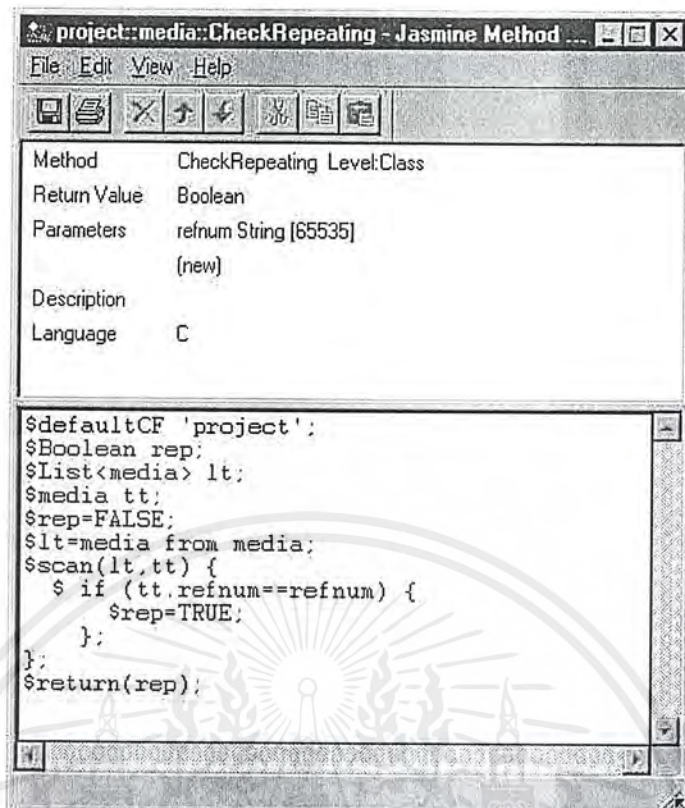 project::media::CheckRepeating - Jasmine Method ...
File Edit View Help
Method CheckRepeating Level:Class
Return Value Boolean
Parameters refnum String [65535]
(new)
Description
Language C
$defaultCF 'project';
$Boolean rep;
$List<media> lt;
$media tt;
$rep=FALSE;
$lt=media from media;
$scan(lt,tt) {
$ if (tt.refnum==refnum) {
$rep=TRUE;
};
};
$return(rep);